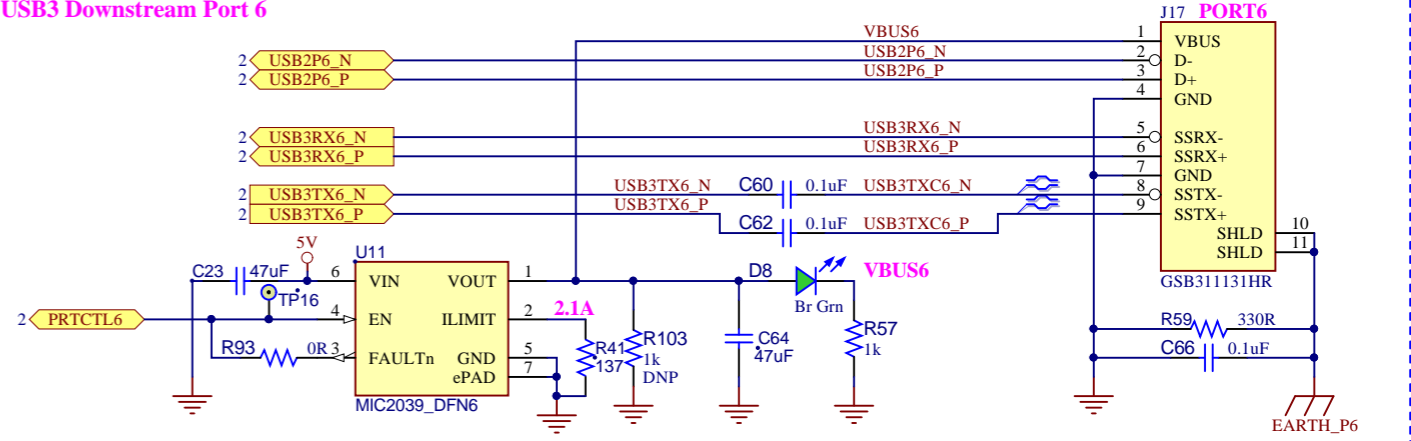 USB3 Downstream Port 6
J17 PORT6
VBUS6
1 VBUS
2 USB2P6_N
USB2P6_N
2 D-
2 USB2P6_P
USB2P6_P
3 D+
4 GND
2 USB3RX6_N
USB3RX6_N
5 SSRX-
2 USB3RX6_P
USB3RX6_P
6 SSRX+
7 GND
2 USB3TX6_N
USB3TX6_N
C60 0.1uF
USB3TXC6_N
8 SSTX-
2 USB3TX6_P
USB3TX6_P
C62 0.1uF
USB3TXC6_P
9 SSTX+
SHLD 10
SHLD 11
GSB311131HR
5V
U11
C23 47uF
6 VIN
VOUT 1
D8
VBUS6
Br Grn
TP16
2 PRTCTL6
4 EN
ILIMIT 2
2.1A
R93 0R
3 FAULTn
GND 5
ePAD 7
MIC2039_DFN6
R41
137
R103
1k
DNP
C64
47uF
R57
1k
R59 330R
C66 0.1uF
EARTH_P6